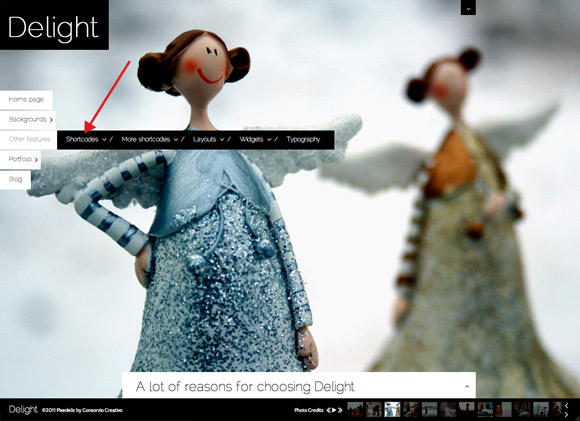 Delight
Home page
Backgrounds
Other features
Shortcodes / More shortcodes / Layouts / Widgets / Typography
Portfolio
Blog
A lot of reasons for choosing Delight
Delight ©2011 Pixedelic by Consorzio Creativo Photo Credits